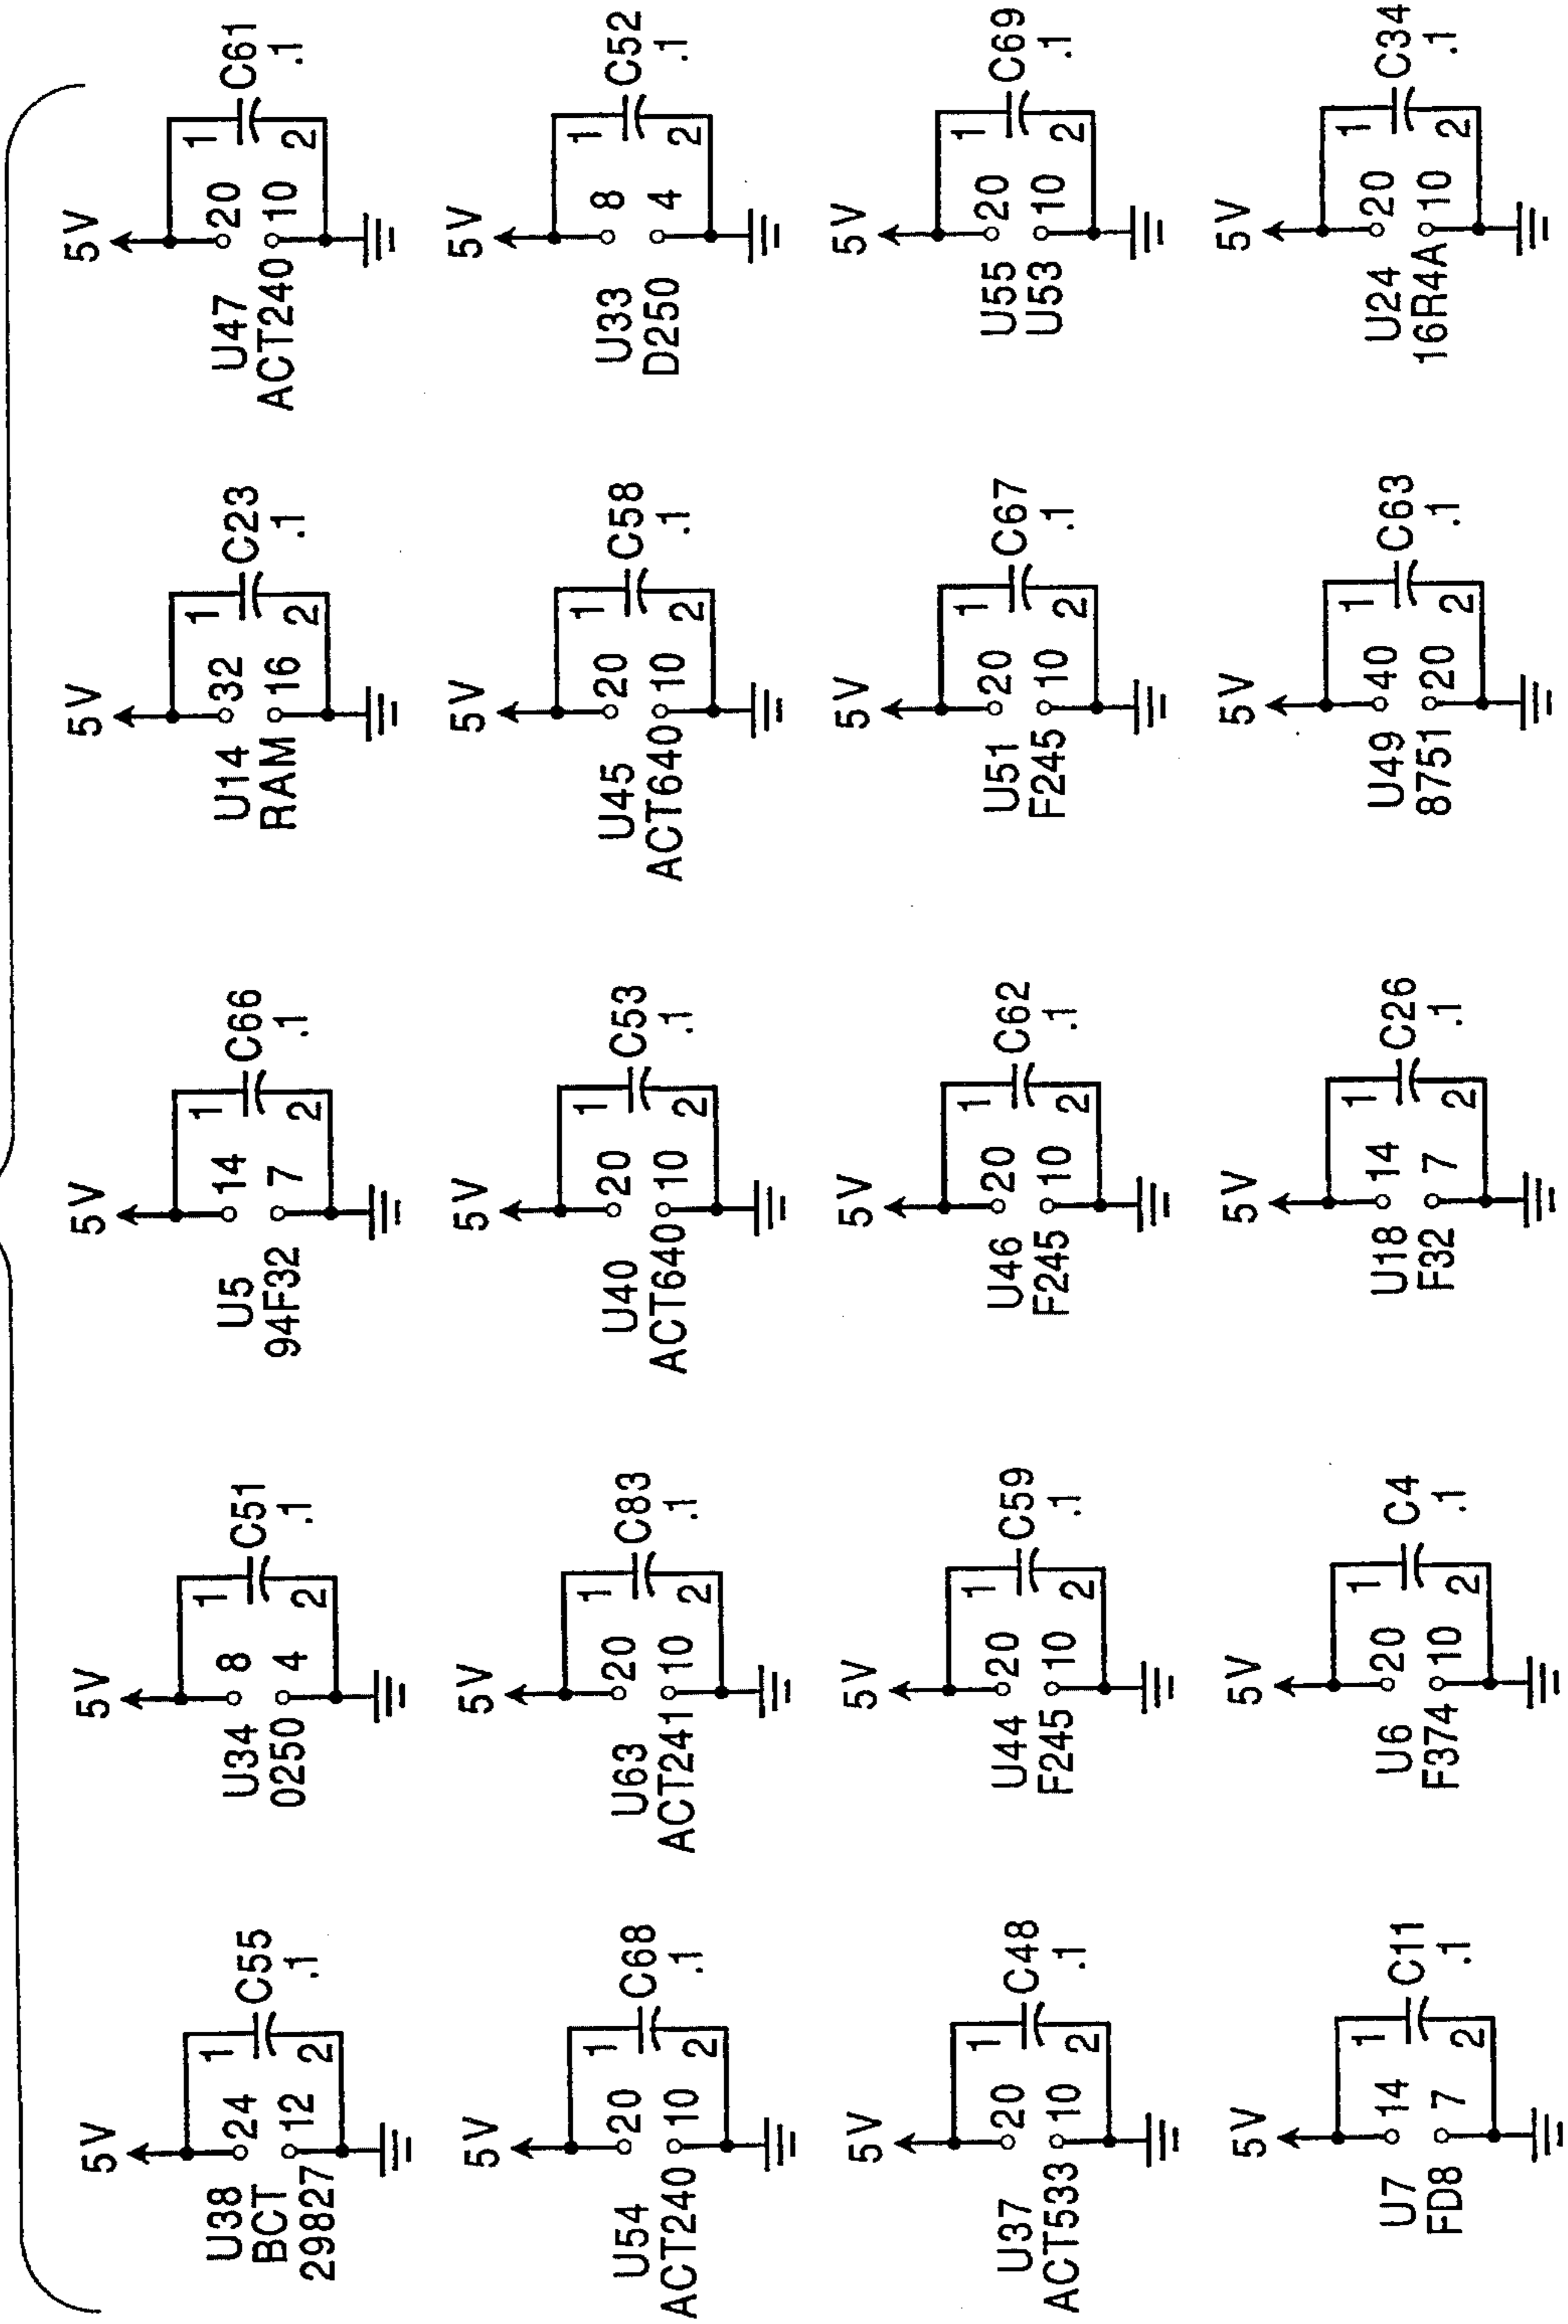 5V
U38
BCT
29827
24
12
1
2
C55
.1
5V
U34
0250
8
4
1
2
C51
.1
5V
U5
94F32
14
7
1
2
C66
.1
5V
U14
RAM
32
16
1
2
C23
.1
5V
U47
ACT240
20
10
1
2
C61
.1
5V
U54
ACT240
20
10
1
2
C68
.1
5V
U63
ACT241
20
10
1
2
C83
.1
5V
U40
ACT640
20
10
1
2
C53
.1
5V
U45
ACT640
20
10
1
2
C58
.1
5V
U33
D250
8
4
1
2
C52
.1
5V
U37
ACT533
20
10
1
2
C48
.1
5V
U44
F245
20
10
1
2
C59
.1
5V
U46
F245
20
10
1
2
C62
.1
5V
U51
F245
20
10
1
2
C67
.1
5V
U55
U53
20
10
1
2
C69
.1
5V
U7
FD8
14
7
1
2
C11
.1
5V
U6
F374
20
10
1
2
C4
.1
5V
U18
F32
14
7
1
2
C26
.1
5V
U49
8751
40
20
1
2
C63
.1
5V
U24
16R4A
20
10
1
2
C34
.1